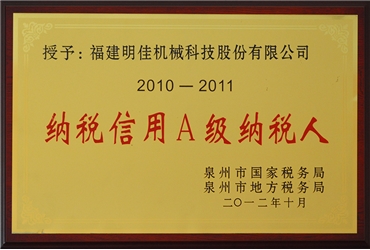 授予：福建明佳机械科技股份有限公司
2010—2011
纳税信用A级纳税人
泉州市国家税务局
泉州市地方税务局
二〇一二年十月